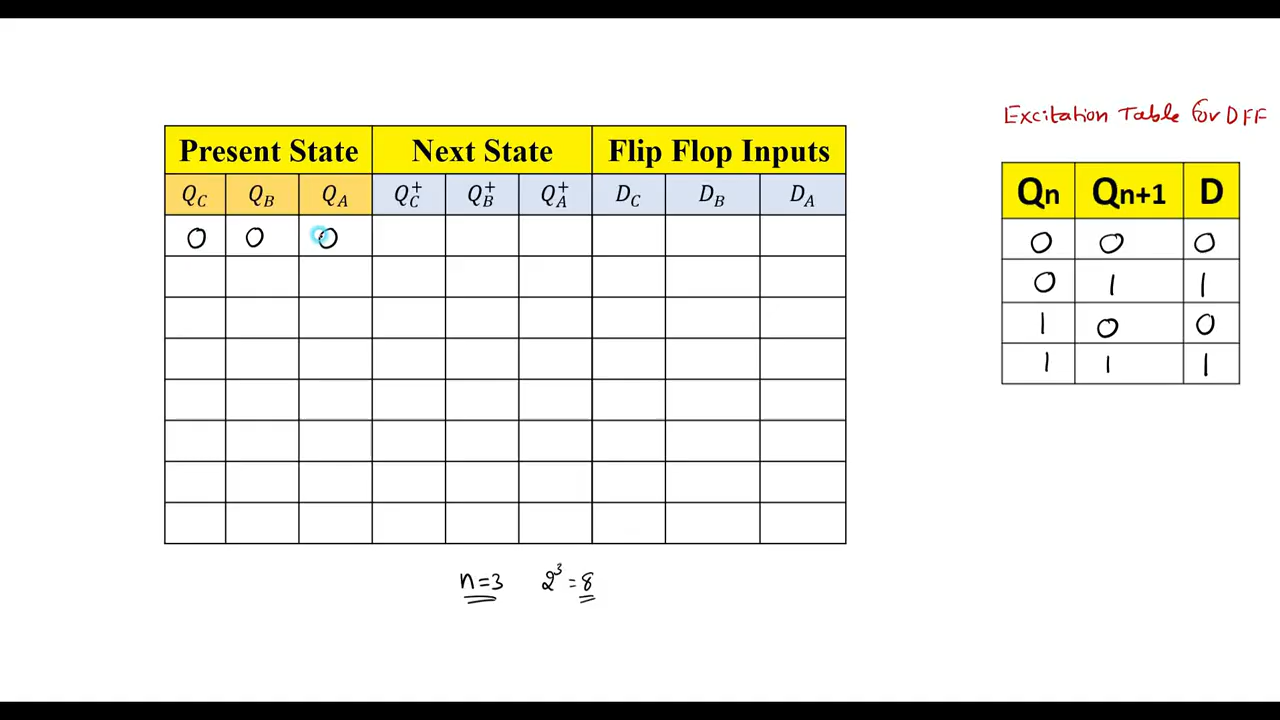 Excitation Table for DFF
Present State Next State Flip Flop Inputs
Q_C Q_B Q_A Q_C^+ Q_B^+ Q_A^+ D_C D_B D_A
0 0 0
Qn Qn+1 D
0 0 0
0 1 1
1 0 0
1 1 1
n=3 2^3 = 8